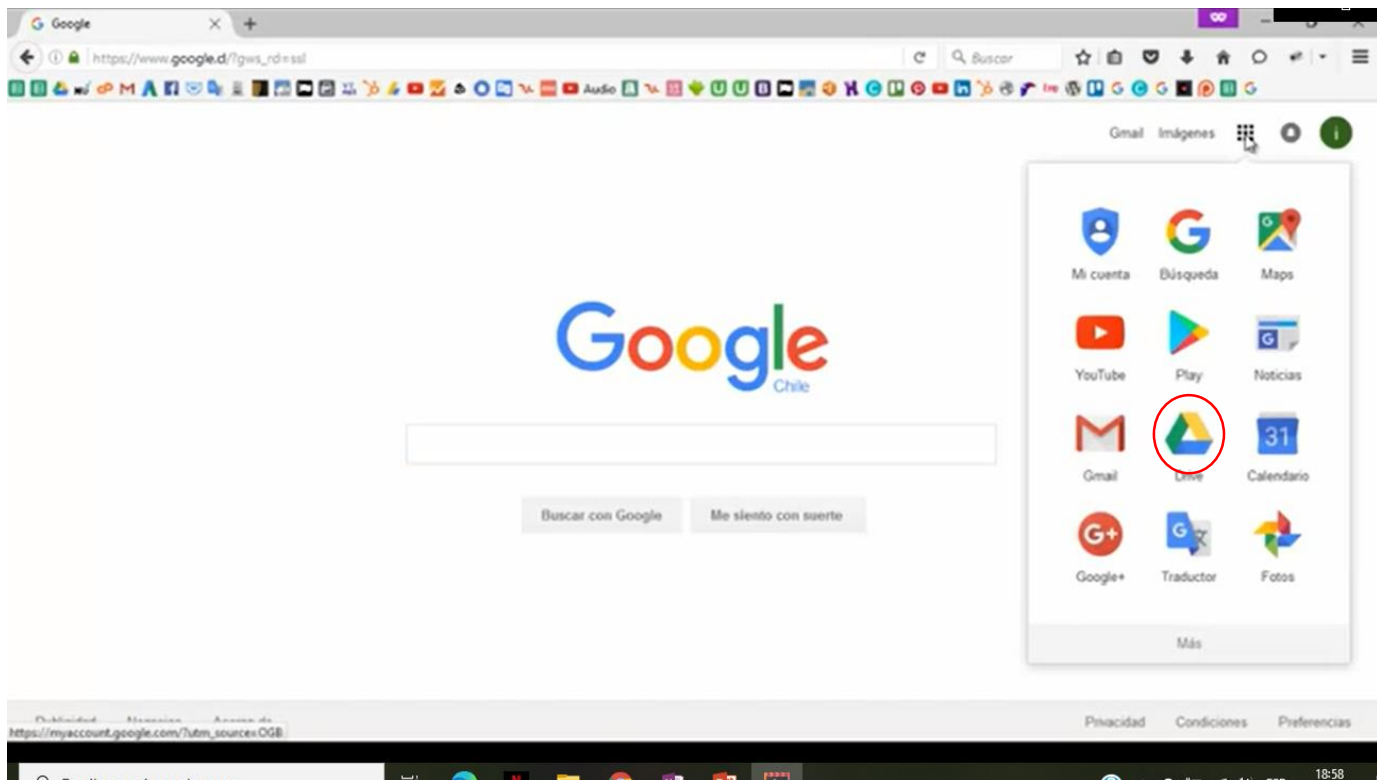 Google
https://www.google.cl/?gws_rd=ssl
Buscar
Audio
Gmail Imágenes
Mi cuenta Búsqueda Maps
YouTube Play Noticias
Gmail Drive Calendario
31
Google+ Traductor Fotos
Más
Google
Chile
Buscar con Google Me siento con suerte
Privacidad Condiciones Preferencias
https://myaccount.google.com/?utm_source=OGB
18:58